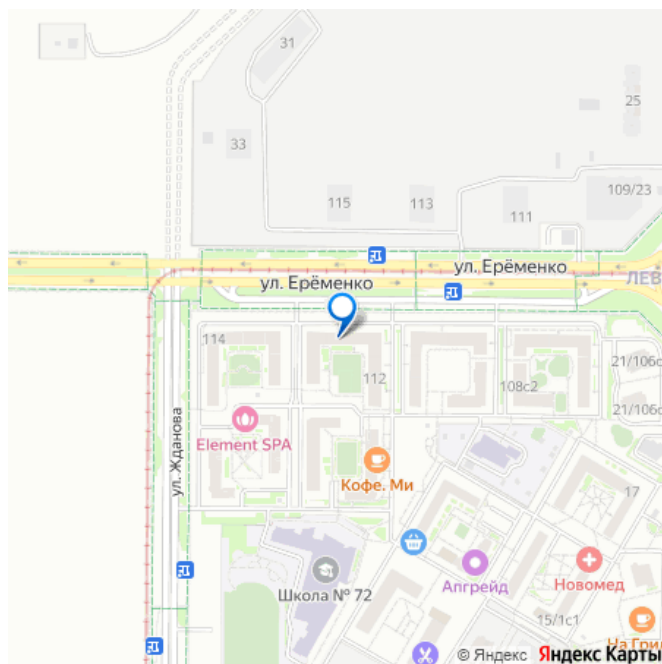 31
25
33
109/23
115
113
111
ул. Ерёменко
ул. Ерёменко
ЛЕВ
114
112
108с2
21/106с
21/106с
ул. Жданова
Element SPA
Кофе. Ми
17
Школа № 72
Апгрейд
Новомед
15/1с1
На Гри
© Яндекс Яндекс Карты